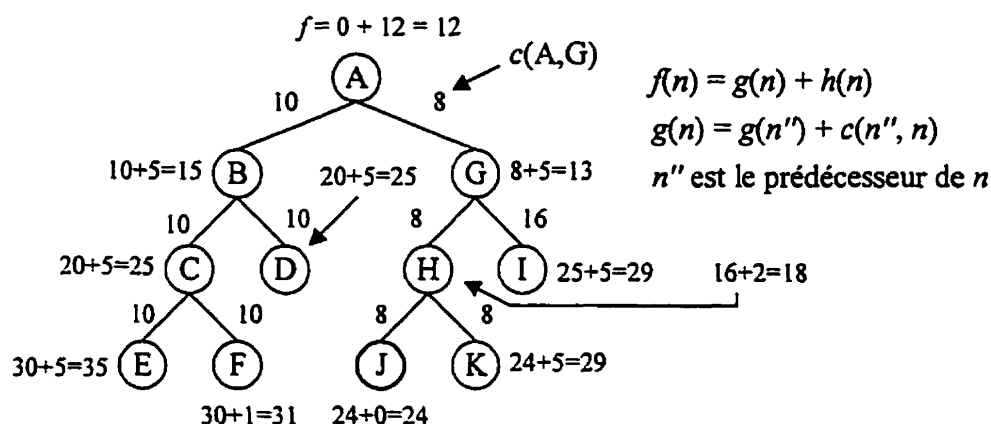 f = 0 + 12 = 12
c(A,G)
A
10
8
f(n) = g(n) + h(n)
g(n) = g(n'') + c(n'', n)
n'' est le prédécesseur de n
10+5=15
B
20+5=25
G
8+5=13
10
10
8
16
20+5=25
C
D
H
I
25+5=29
16+2=18
10
10
8
8
30+5=35
E
F
J
K
24+5=29
30+1=31
24+0=24